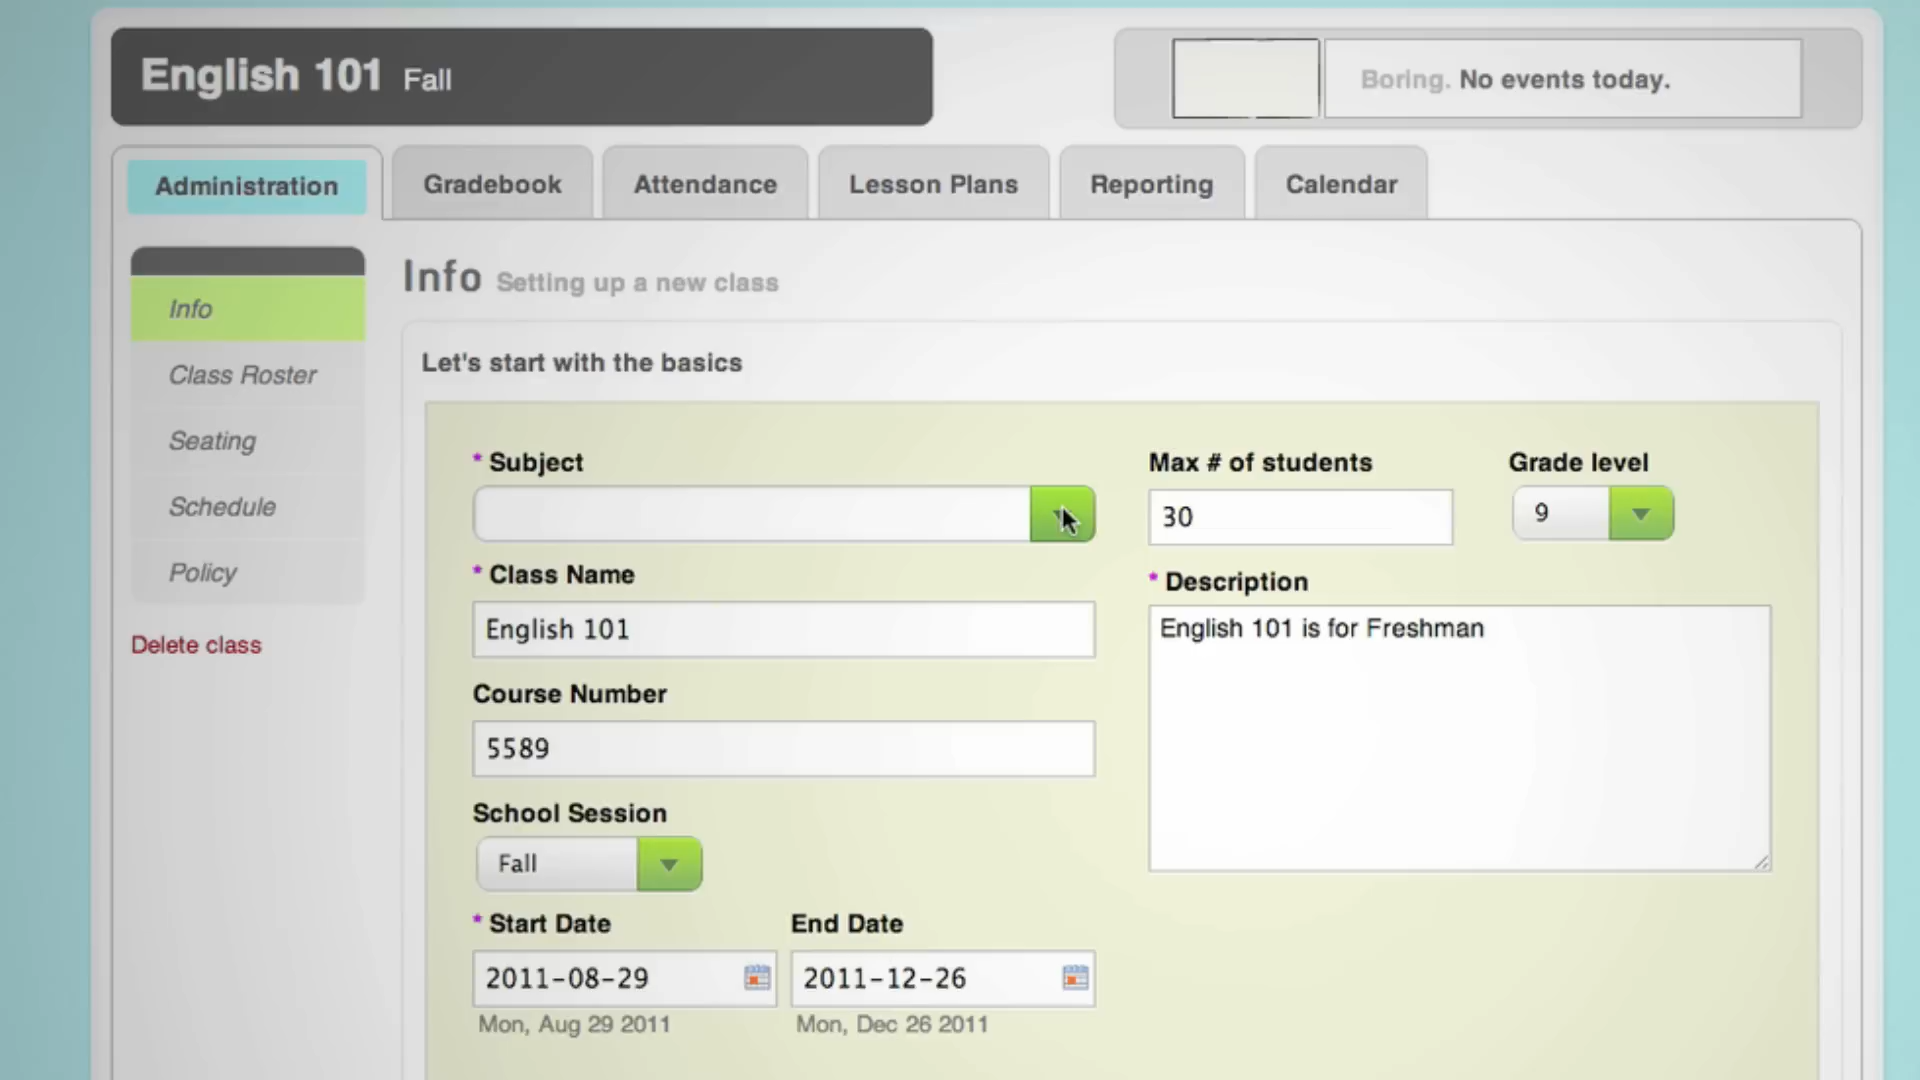 English 101 Fall
Boring. No events today.
Administration
Gradebook
Attendance
Lesson Plans
Reporting
Calendar
Info
Class Roster
Seating
Schedule
Policy
Delete class
Info Setting up a new class
Let's start with the basics
* Subject
Max # of students
Grade level
30
9
* Class Name
English 101
* Description
English 101 is for Freshman
Course Number
5589
School Session
Fall
* Start Date
End Date
2011-08-29
2011-12-26
Mon, Aug 29 2011
Mon, Dec 26 2011